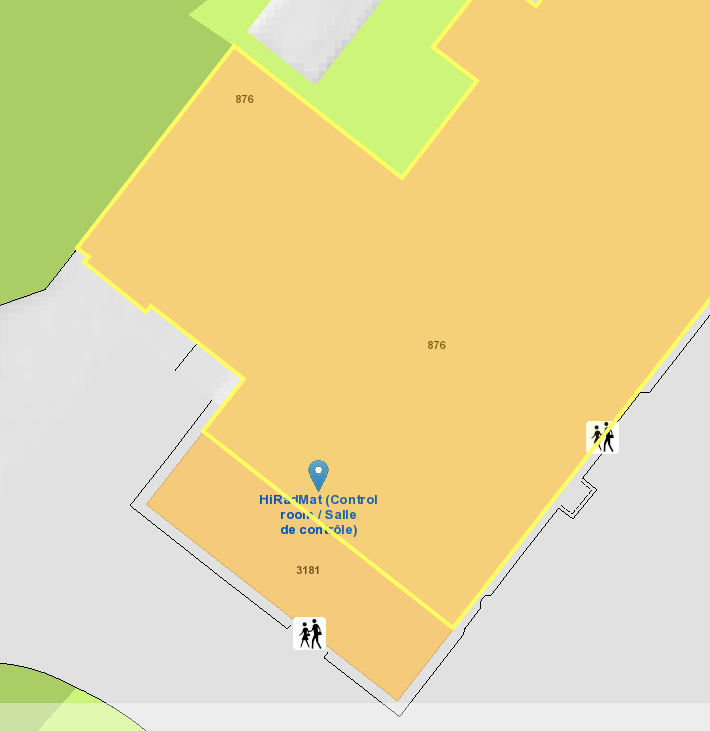 876
876
HiRadMat (Control
room / Salle
de contrôle)
3181